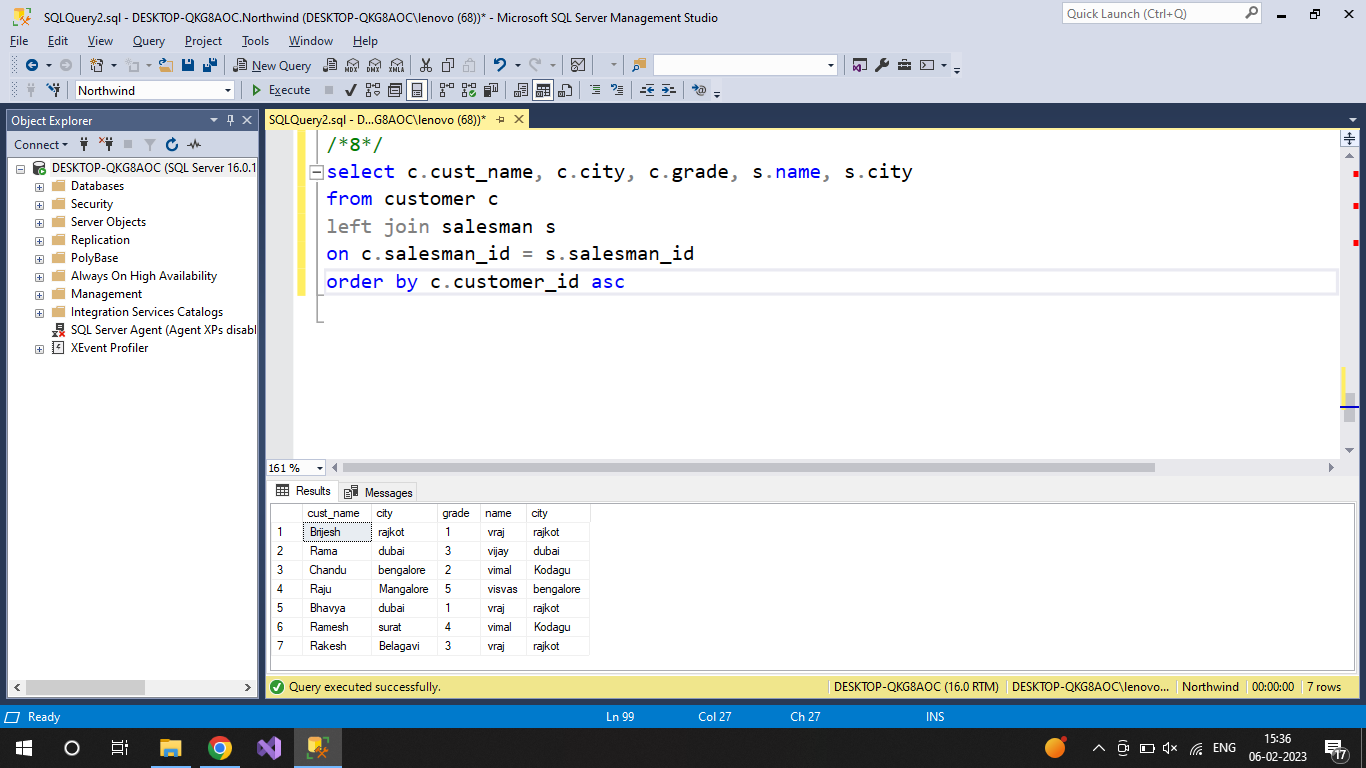 SQLQuery2.sql - DESKTOP-QKG8AOC.Northwind (DESKTOP-QKG8AOC\lenovo (68))* - Microsoft SQL Server Management Studio
Quick Launch (Ctrl+Q)
File Edit View Query Project Tools Window Help
New Query MDX DMX XMLA
Northwind Execute
Object Explorer
SQLQuery2.sql - D...G8AOC\lenovo (68))*
Connect
DESKTOP-QKG8AOC (SQL Server 16.0.1
Databases
Security
Server Objects
Replication
PolyBase
Always On High Availability
Management
Integration Services Catalogs
SQL Server Agent (Agent XPs disabl
XEvent Profiler
/*8*/
select c.cust_name, c.city, c.grade, s.name, s.city
from customer c
left join salesman s
on c.salesman_id = s.salesman_id
order by c.customer_id asc
161 %
Results Messages
cust_name city grade name city
1 Brijesh rajkot 1 vraj rajkot
2 Rama dubai 3 vijay dubai
3 Chandu bengalore 2 vimal Kodagu
4 Raju Mangalore 5 visvas bengalore
5 Bhavya dubai 1 vraj rajkot
6 Ramesh surat 4 vimal Kodagu
7 Rakesh Belagavi 3 vraj rajkot
Query executed successfully. DESKTOP-QKG8AOC (16.0 RTM) DESKTOP-QKG8AOC\lenovo... Northwind 00:00:00 7 rows
Ready Ln 99 Col 27 Ch 27 INS
ENG 15:36
06-02-2023
17